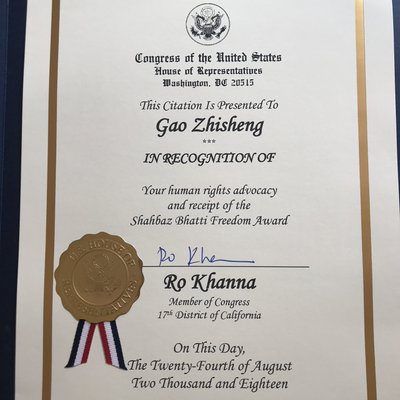 Congress of the United States
House of Representatives
Washington, DC 20515
This Citation Is Presented To
Gao Zhisheng
***
IN RECOGNITION OF
Your human rights advocacy
and receipt of the
Shahbaz Bhatti Freedom Award
Ro Khanna
Member of Congress
17th District of California
On This Day,
The Twenty-Fourth of August
Two Thousand and Eighteen